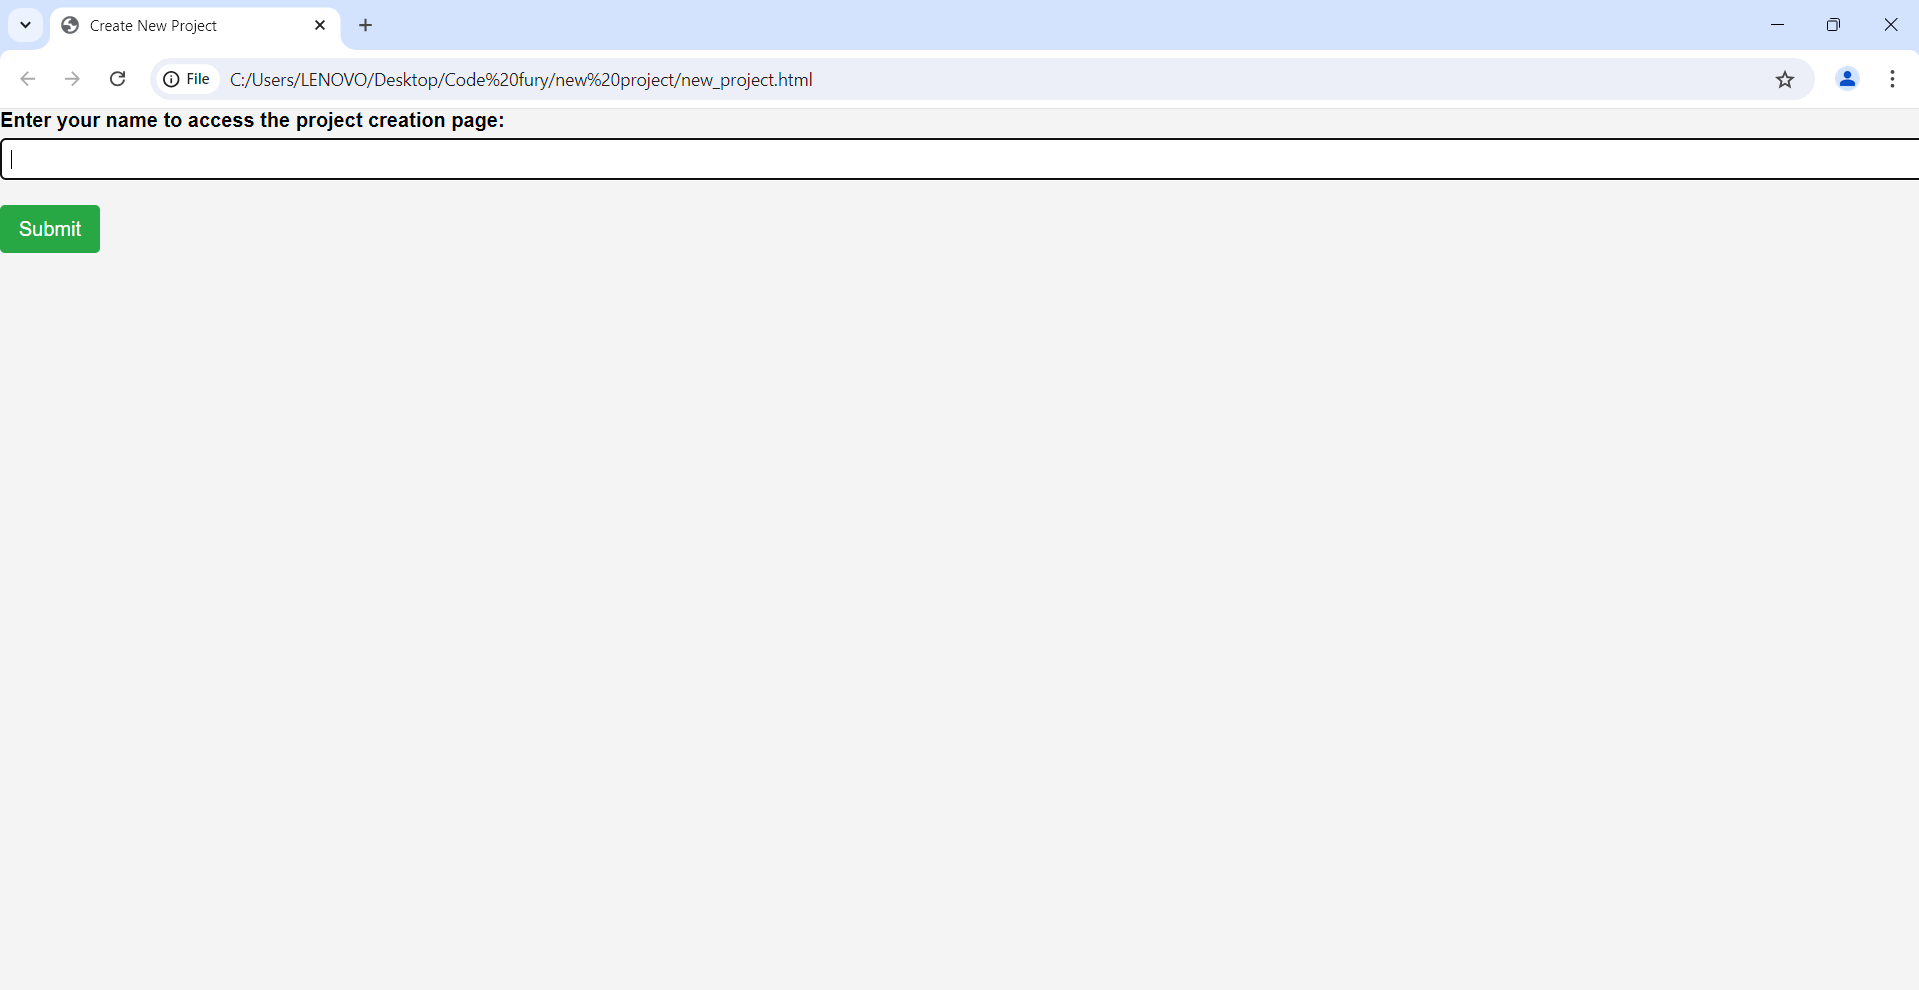 Create New Project
File C:/Users/LENOVO/Desktop/Code%20fury/new%20project/new_project.html
Enter your name to access the project creation page:
Submit